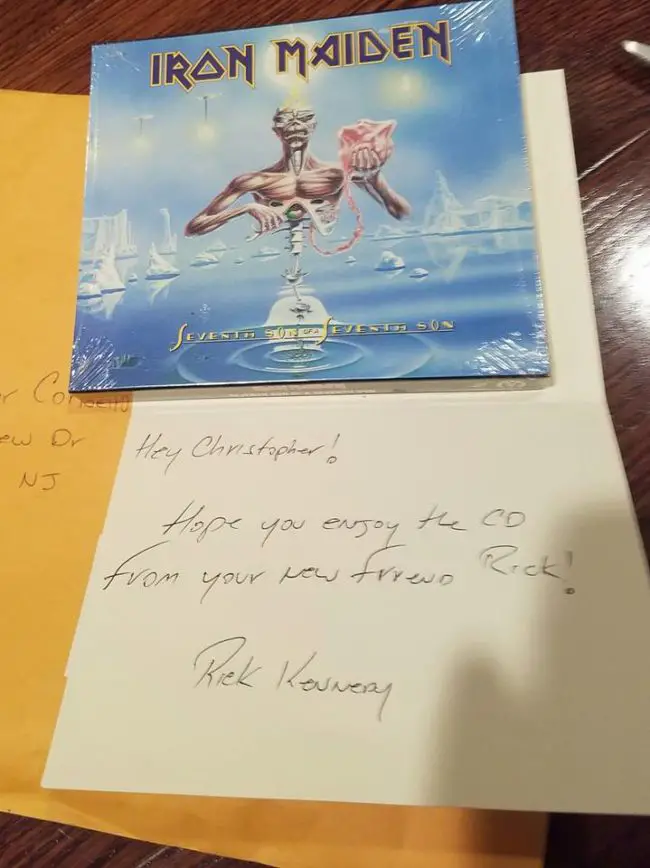 IRON MAIDEN
SEVENTH SON OF A SEVENTH SON
ew Dr
NJ
Hey Christopher!
Hope you enjoy the CD
From your new friend Rick!
Rick Kennedy